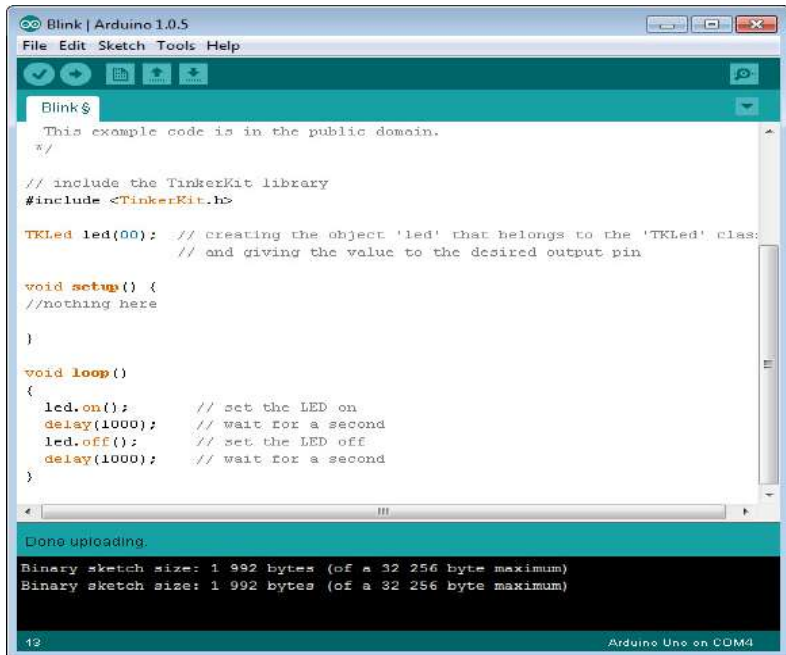 Blink | Arduino 1.0.5
File Edit Sketch Tools Help
Blink §
This example code is in the public domain.
*/
// include the TinkerKit library
#include <TinkerKit.h>
TKLed led(O0); // creating the object 'led' that belongs to the 'TKLed' clas
// and giving the value to the desired output pin
void setup() {
//nothing here
}
void loop()
{
led.on(); // set the LED on
delay(1000); // wait for a second
led.off(); // set the LED off
delay(1000); // wait for a second
}
Done uploading.
Binary sketch size: 1 992 bytes (of a 32 256 byte maximum)
Binary sketch size: 1 992 bytes (of a 32 256 byte maximum)
13
Arduino Uno on COM4